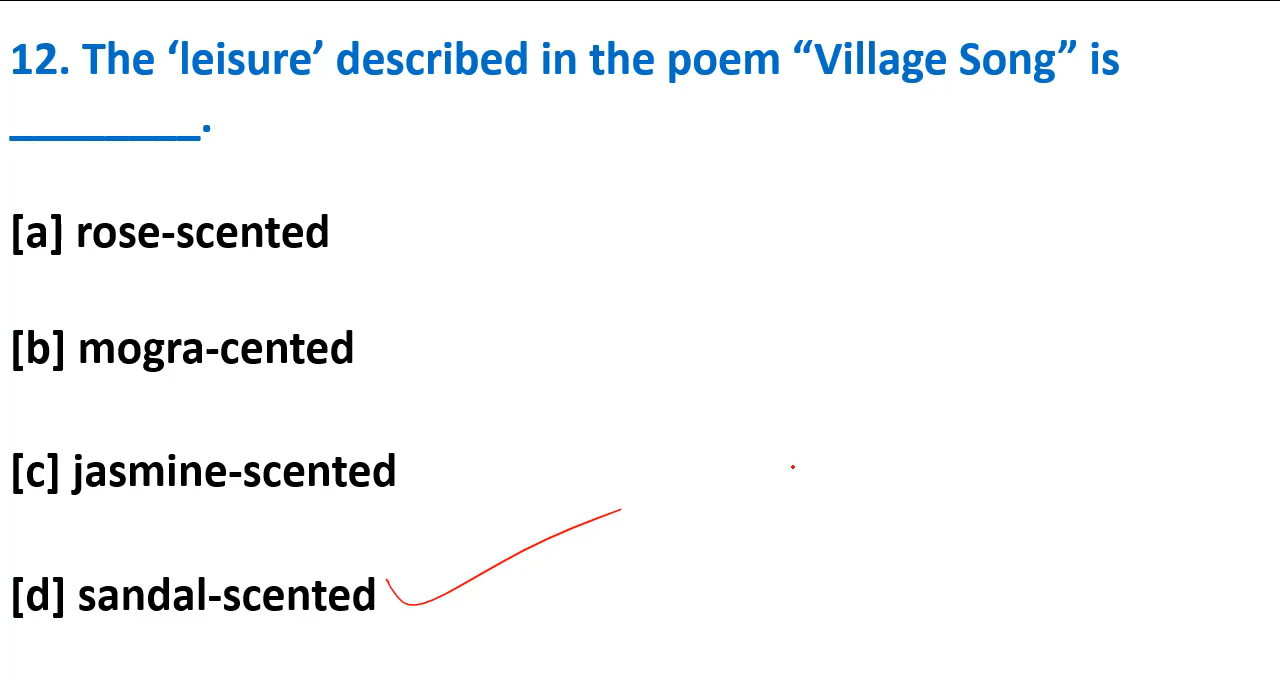 12. The ‘leisure’ described in the poem “Village Song” is
________.
[a] rose-scented
[b] mogra-cented
[c] jasmine-scented
[d] sandal-scented